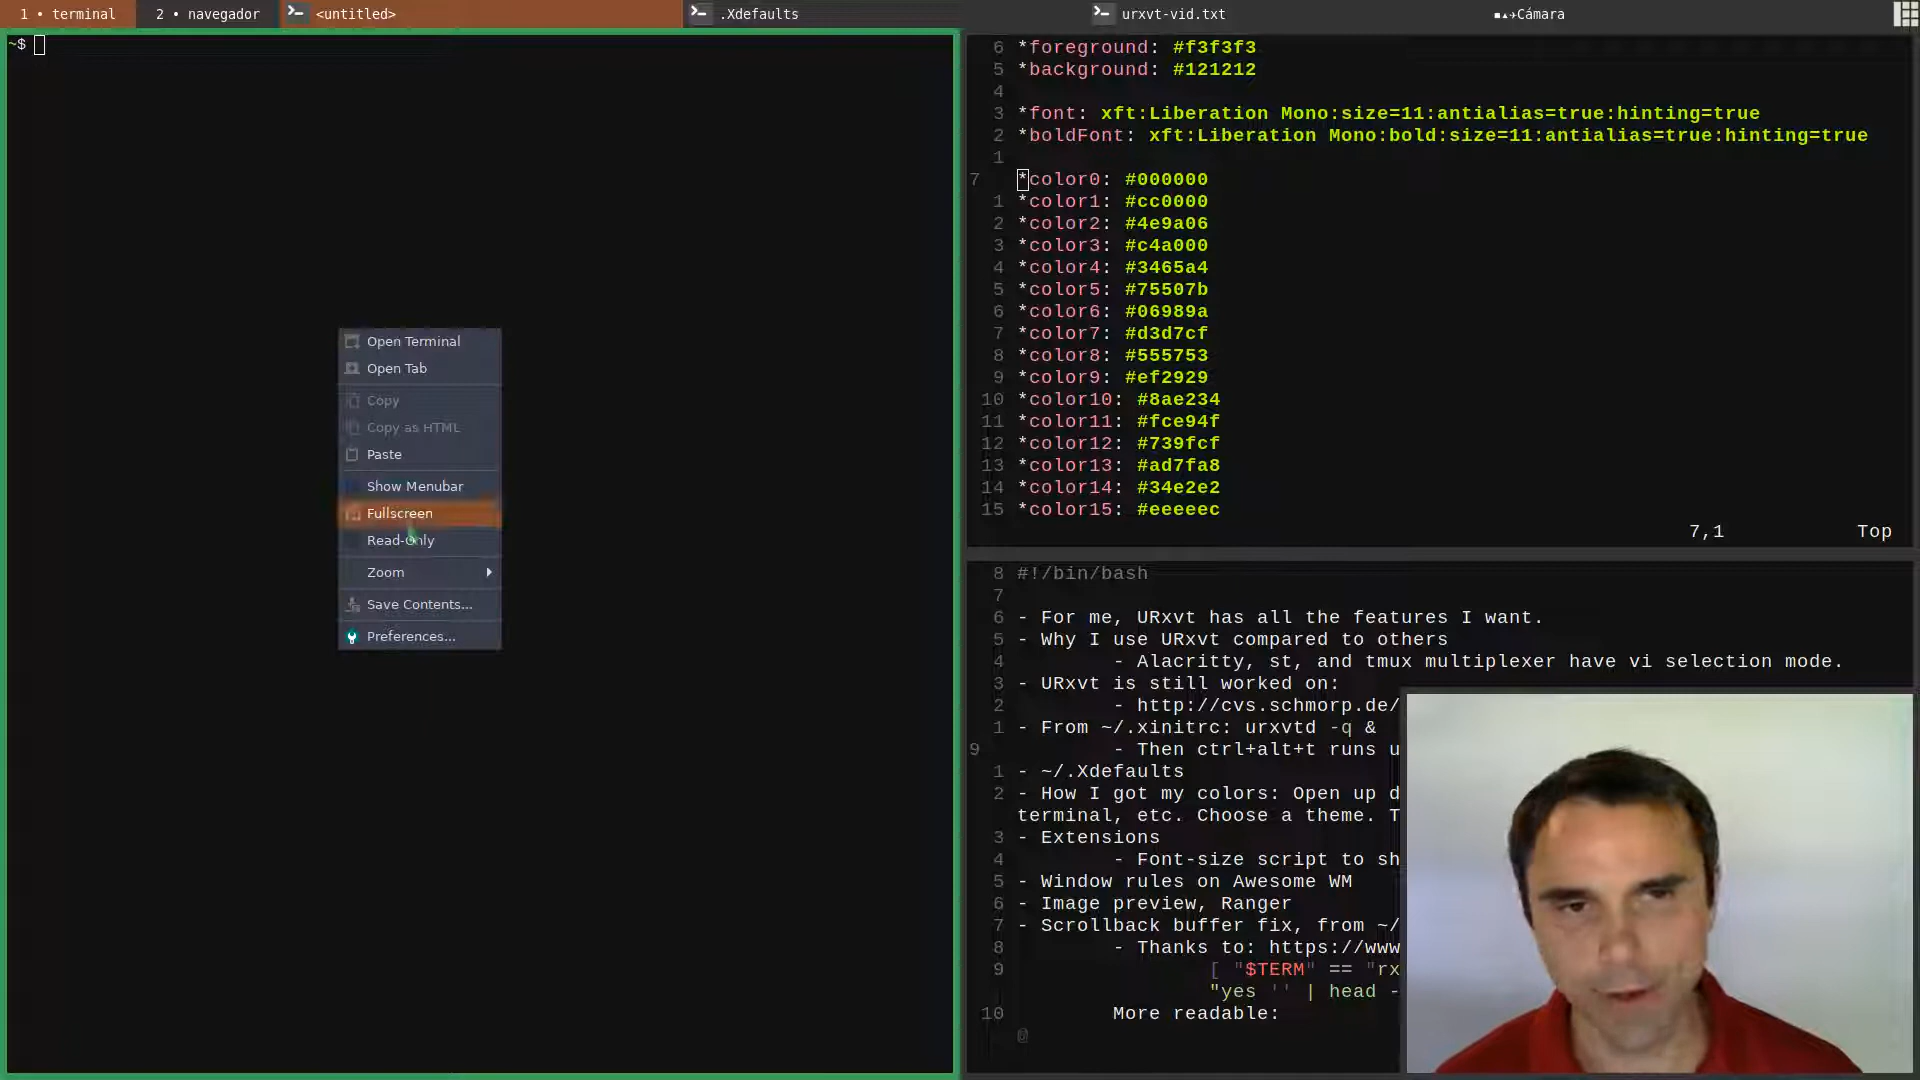 1 • terminal
2 • navegador
<untitled>
.Xdefaults
urxvt-vid.txt
Cámara
~$
Open Terminal
Open Tab
Copy
Copy as HTML
Paste
Show Menubar
Fullscreen
Read-Only
Zoom
Save Contents...
Preferences...
6 *foreground: #f3f3f3
5 *background: #121212
4
3 *font: xft:Liberation Mono:size=11:antialias=true:hinting=true
2 *boldFont: xft:Liberation Mono:bold:size=11:antialias=true:hinting=true
1
7 *color0: #000000
1 *color1: #cc0000
2 *color2: #4e9a06
3 *color3: #c4a000
4 *color4: #3465a4
5 *color5: #75507b
6 *color6: #06989a
7 *color7: #d3d7cf
8 *color8: #555753
9 *color9: #ef2929
10 *color10: #8ae234
11 *color11: #fce94f
12 *color12: #739fcf
13 *color13: #ad7fa8
14 *color14: #34e2e2
15 *color15: #eeeeec
7,1 Top
8 #!/bin/bash
7
6 - For me, URxvt has all the features I want.
5 - Why I use URxvt compared to others
4 - Alacritty, st, and tmux multiplexer have vi selection mode.
3 - URxvt is still worked on:
2 - http://cvs.schmorp.de/
1 - From ~/.xinitrc: urxvtd -q &
9 - Then ctrl+alt+t runs u
1 - ~/.Xdefaults
2 - How I got my colors: Open up d
terminal, etc. Choose a theme. T
3 - Extensions
4 - Font-size script to sh
5 - Window rules on Awesome WM
6 - Image preview, Ranger
7 - Scrollback buffer fix, from ~/
8 - Thanks to: https://www
9 [ "$TERM" == "rx
"yes '' | head -
10 More readable:
@